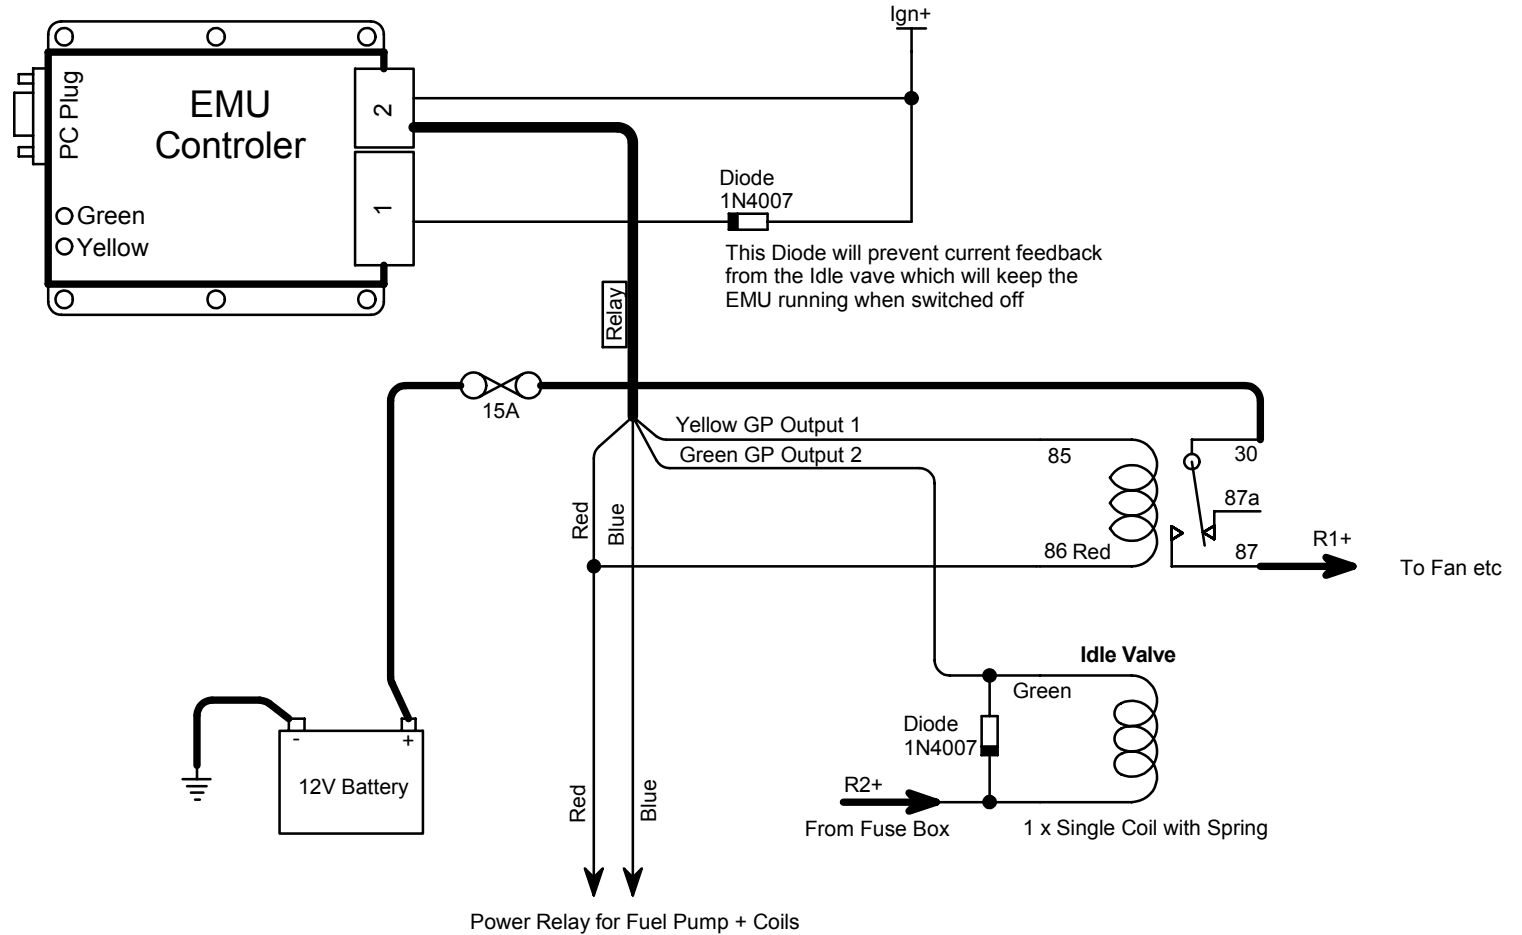 Ign+
PC Plug
EMU
Controler
2
1
Green
Yellow
Diode
1N4007
This Diode will prevent current feedback
from the Idle vave which will keep the
EMU running when switched off
Relay
15A
Yellow GP Output 1
Green GP Output 2
85
30
87a
Red
Blue
86 Red
87
R1+
To Fan etc
Idle Valve
Green
Diode
1N4007
- +
12V Battery
Red
Blue
R2+
From Fuse Box
1 x Single Coil with Spring
Power Relay for Fuel Pump + Coils